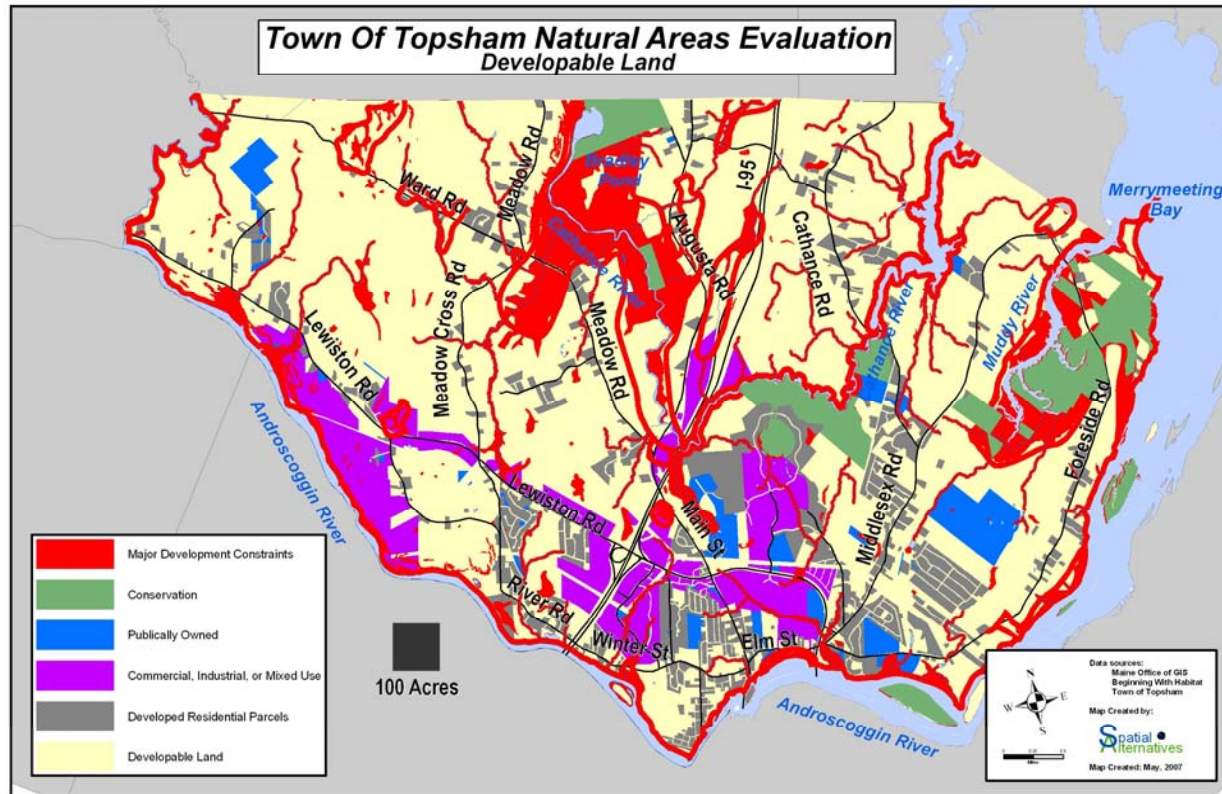 Town Of Topsham Natural Areas Evaluation
Developable Land
Meadow Rd
Bradley
Pond
I-95
Merrymeeting
Bay
Ward Rd
Cathance River
Augusta Rd
Cathance Rd
Meadow Cross Rd
Meadow Rd
Cathance River
Muddy River
Lewiston Rd
Foreside Rd
Androscoggin River
Lewiston Rd
Main St
Middlesex Rd
River Rd
Winter St
Elm St
Androscoggin River
Major Development Constraints
Conservation
Publically Owned
Commercial, Industrial, or Mixed Use
Developed Residential Parcels
Developable Land
100 Acres
N
W
E
S
Data sources:
Maine Office of GIS
Beginning With Habitat
Town of Topsham
Map Created by:
Spatial
Alternatives
Map Created: May, 2007